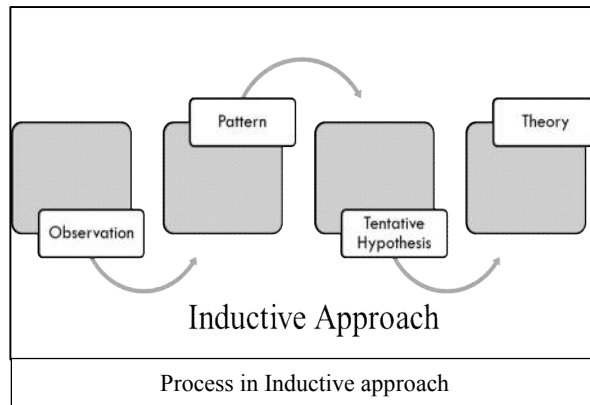 Pattern
Theory
Observation
Tentative
Hypothesis
Inductive Approach
Process in Inductive approach